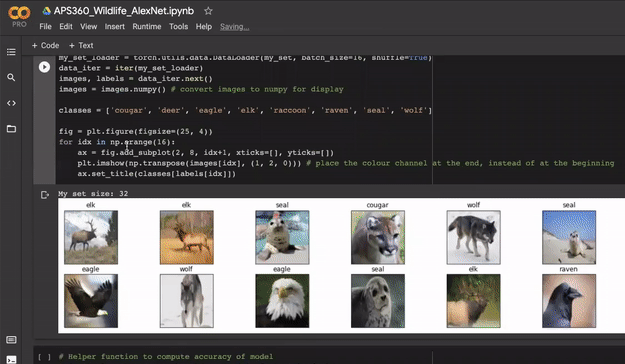 APS360_Wildlife_AlexNet.ipynb
PRO
File Edit View Insert Runtime Tools Help Saving...
+ Code + Text
my_set_loader = torch.utils.data.DataLoader(my_set, batch_size=16, shuffle=True)
data_iter = iter(my_set_loader)
images, labels = data_iter.next()
images = images.numpy() # convert images to numpy for display
classes = ['cougar', 'deer', 'eagle', 'elk', 'raccoon', 'raven', 'seal', 'wolf']
fig = plt.figure(figsize=(25, 4))
for idx in np.arange(16):
ax = fig.add_subplot(2, 8, idx+1, xticks=[], yticks=[])
plt.imshow(np.transpose(images[idx], (1, 2, 0))) # place the colour channel at the end, instead of at the beginning
ax.set_title(classes[labels[idx]])
My set size: 32
elk elk seal cougar wolf seal
eagle wolf eagle seal elk raven
[ ] # Helper function to compute accuracy of model